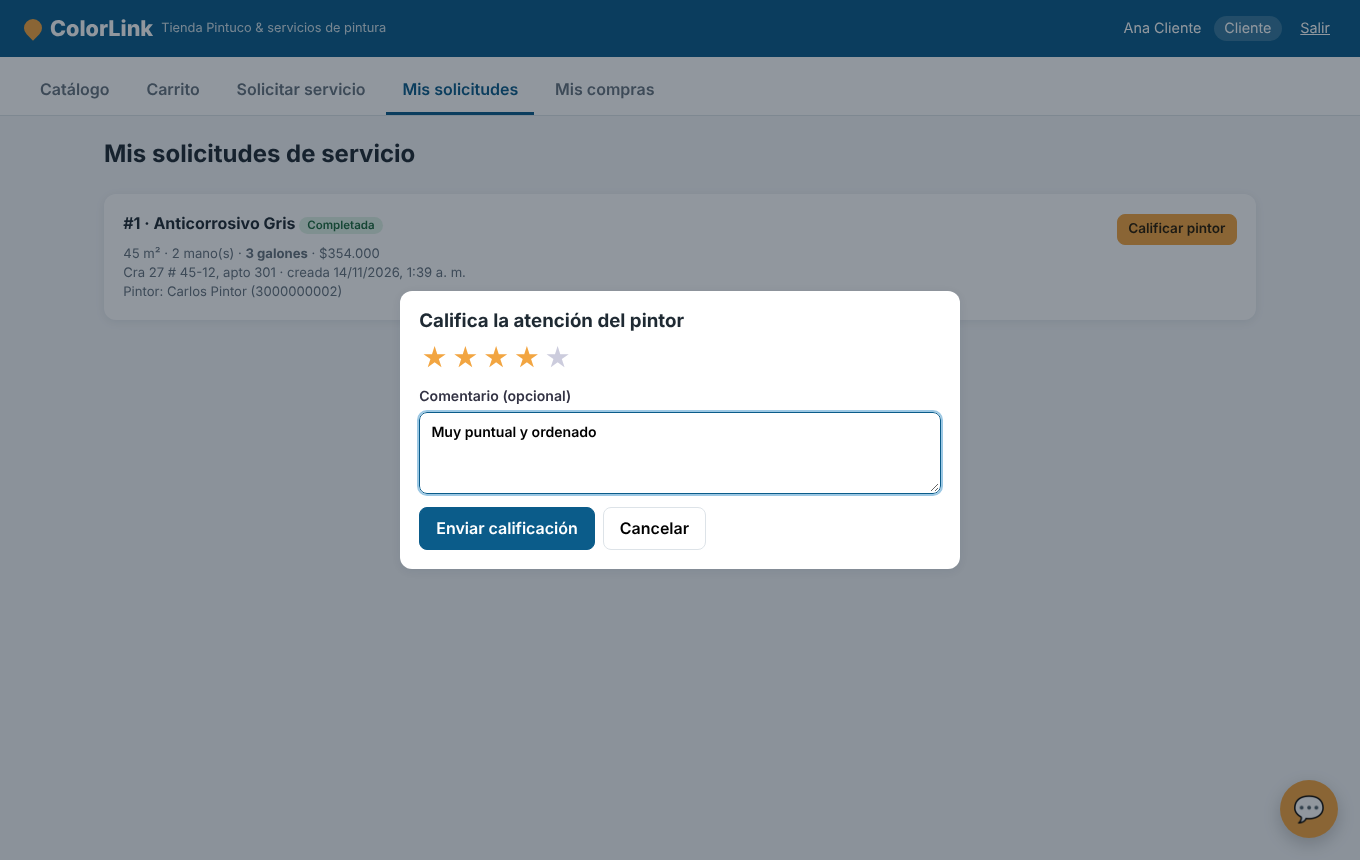 ColorLink Tienda Pintuco & servicios de pintura Ana Cliente Cliente Salir
Catálogo Carrito Solicitar servicio Mis solicitudes Mis compras
Mis solicitudes de servicio
#1 · Anticorrosivo Gris Completada Calificar pintor
45 m² · 2 mano(s) · 3 galones · $354.000
Cra 27 # 45-12, apto 301 · creada 14/11/2026, 1:39 a. m.
Pintor: Carlos Pintor (3000000002)
Califica la atención del pintor
Comentario (opcional)
Muy puntual y ordenado
Enviar calificación Cancelar